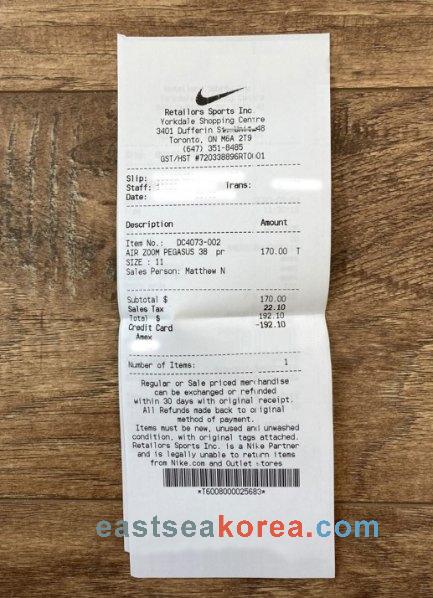 Retailors Sports Inc
Yorkdale Shopping Centre
3401 Dufferin St. Unit 48
Toronto, ON M6A 2T9
(647) 351-8485
GST/HST #720338896RT0001
Slip:
Staff: Trans:
Date:
Description Amount
Item No.: DC4073-002
AIR ZOOM PEGASUS 38 pr 170.00 T
SIZE : 11
Sales Person: Matthew N
Subtotal $ 170.00
Sales Tax 22.10
Total $ 192.10
Credit Card -192.10
Amex
Number of Items: 1
Regular or Sale priced merchandise
can be exchanged or refunded
within 30 days with original receipt.
All Refunds made back to original
method of payment.
Items must be new, unused and unwashed
condition, with original tags attached.
Retailors Sports Inc. is a Nike Partner
and is legally unable to return items
from Nike.com and Outlet stores
*T6008000025683*
eastseakorea.com